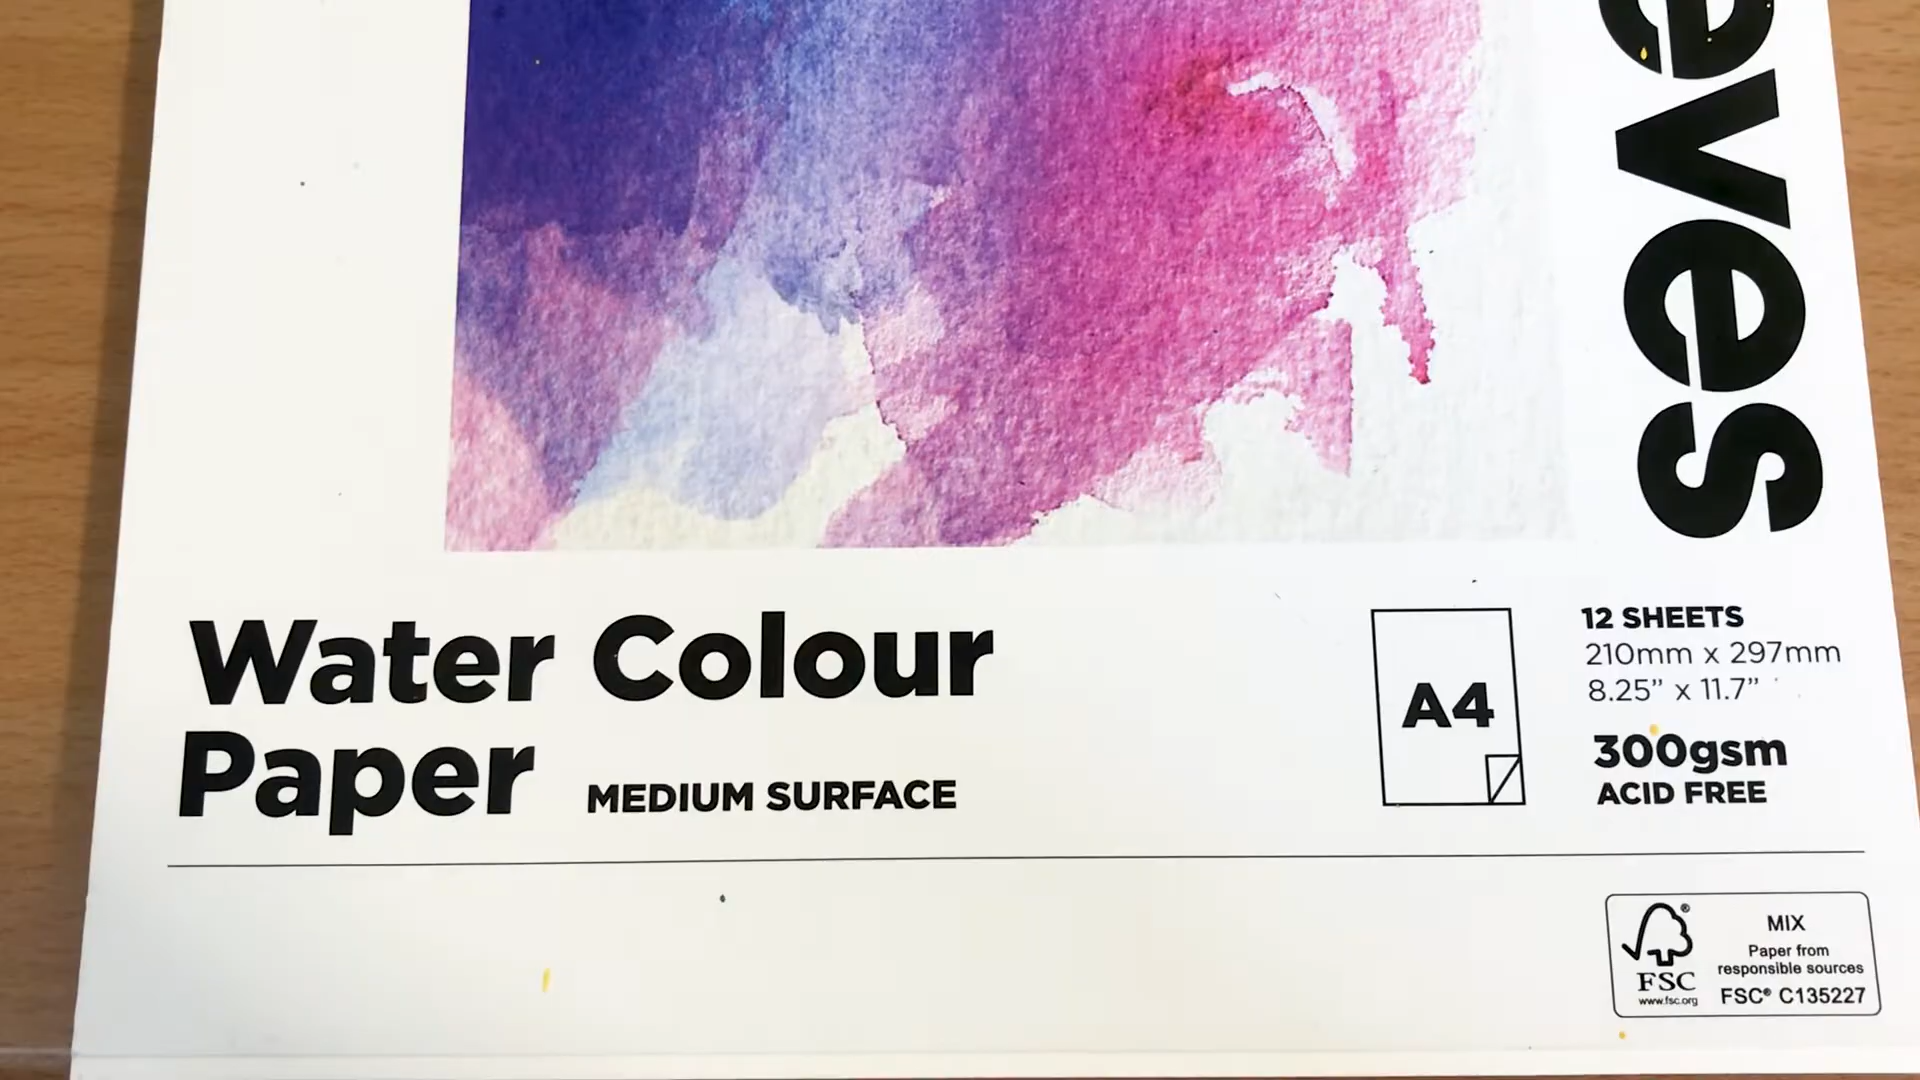 eves
Water Colour
Paper MEDIUM SURFACE
A4
12 SHEETS
210mm x 297mm
8.25” x 11.7”
300gsm
ACID FREE
FSC
www.fsc.org
MIX
Paper from
responsible sources
FSC® C135227